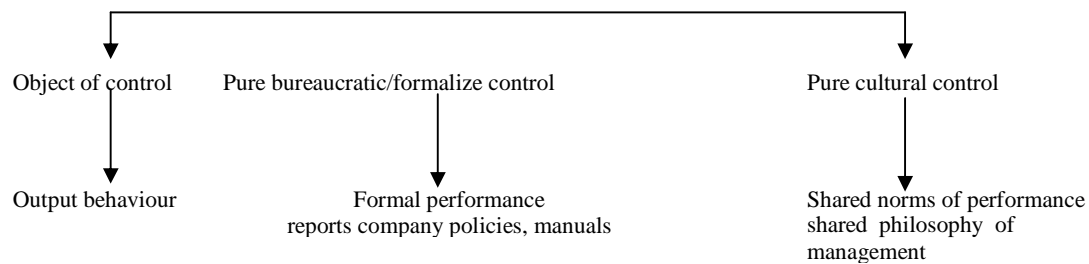 Object of control
Pure bureaucratic/formalize control
Pure cultural control
Output behaviour
Formal performance
reports company policies, manuals
Shared norms of performance
shared philosophy of
management